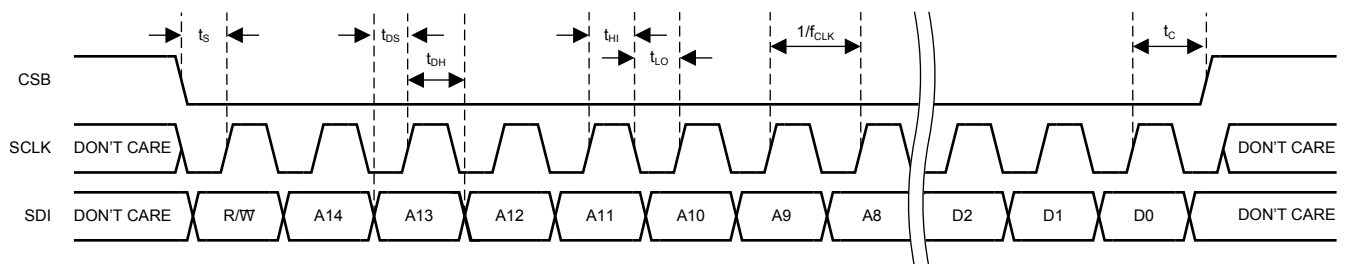 tS tDS tHI 1/fCLK tC
tDH tLO
CSB
SCLK DON'T CARE DON'T CARE
SDI DON'T CARE R/W̅ A14 A13 A12 A11 A10 A9 A8 D2 D1 D0 DON'T CARE